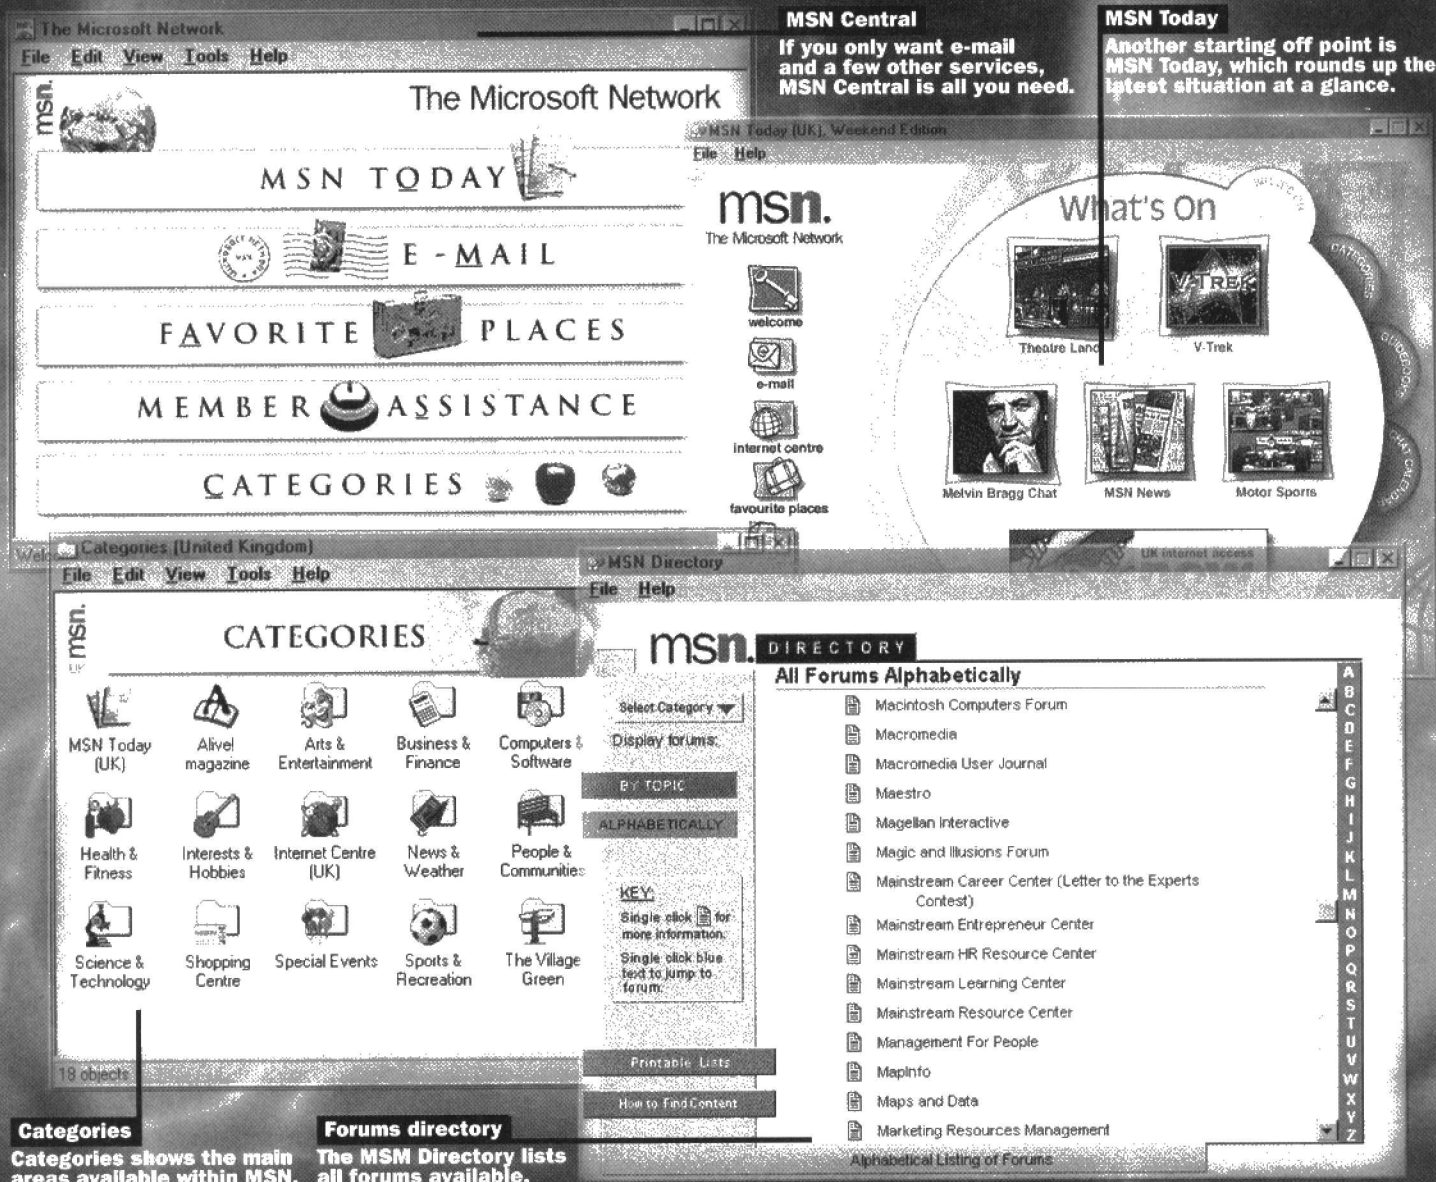 The Microsoft Network
File Edit View Tools Help
msn.
The Microsoft Network
MSN TODAY
E-MAIL
FAVORITE PLACES
MEMBER ASSISTANCE
CATEGORIES
MSN Central
If you only want e-mail
and a few other services,
MSN Central is all you need.
MSN Today
Another starting off point is
MSN Today, which rounds up the
latest situation at a glance.
MSN Today (UK), Weekend Edition
File Help
msn.
The Microsoft Network
welcome
e-mail
internet centre
favourite places
What's On
CATEGORIES
GUIDEBOOKS
Theatre Land
V-TREK
V-Trek
Melvin Bragg Chat
MSN News
Motor Sports
UK internet access
Categories (United Kingdom)
File Edit View Tools Help
msn.
UK
CATEGORIES
MSN Today
(UK)
Alive!
magazine
Arts &
Entertainment
Business &
Finance
Computers &
Software
Health &
Fitness
Interests &
Hobbies
Internet Centre
(UK)
News &
Weather
People &
Communities
Science &
Technology
Shopping
Centre
Special Events
Sports &
Recreation
The Village
Green
18 objects
MSN Directory
File Help
msn. DIRECTORY
Select Category
Display forums:
BY TOPIC
ALPHABETICALLY
KEY:
Single click for
more information.
Single click blue
text to jump to
forum.
Printable Lists
How to Find Content
All Forums Alphabetically
Macintosh Computers Forum
Macromedia
Macromedia User Journal
Maestro
Magellan Interactive
Magic and Illusions Forum
Mainstream Career Center (Letter to the Experts
Contest)
Mainstream Entrepreneur Center
Mainstream HR Resource Center
Mainstream Learning Center
Mainstream Resource Center
Management For People
MapInfo
Maps and Data
Marketing Resources Management
Alphabetical Listing of Forums
A
B
C
D
E
F
G
H
I
J
K
L
M
N
O
P
Q
R
S
T
U
V
W
X
Y
Z
Categories
Categories shows the main
areas available within MSN.
Forums directory
The MSM Directory lists
all forums available.